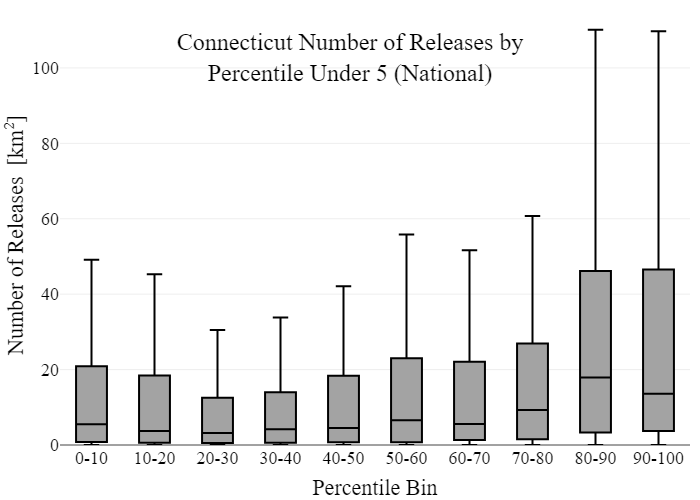 Connecticut Number of Releases by
Percentile Under 5 (National)
Number of Releases [km²]
100
80
60
40
20
0
0-10 10-20 20-30 30-40 40-50 50-60 60-70 70-80 80-90 90-100
Percentile Bin